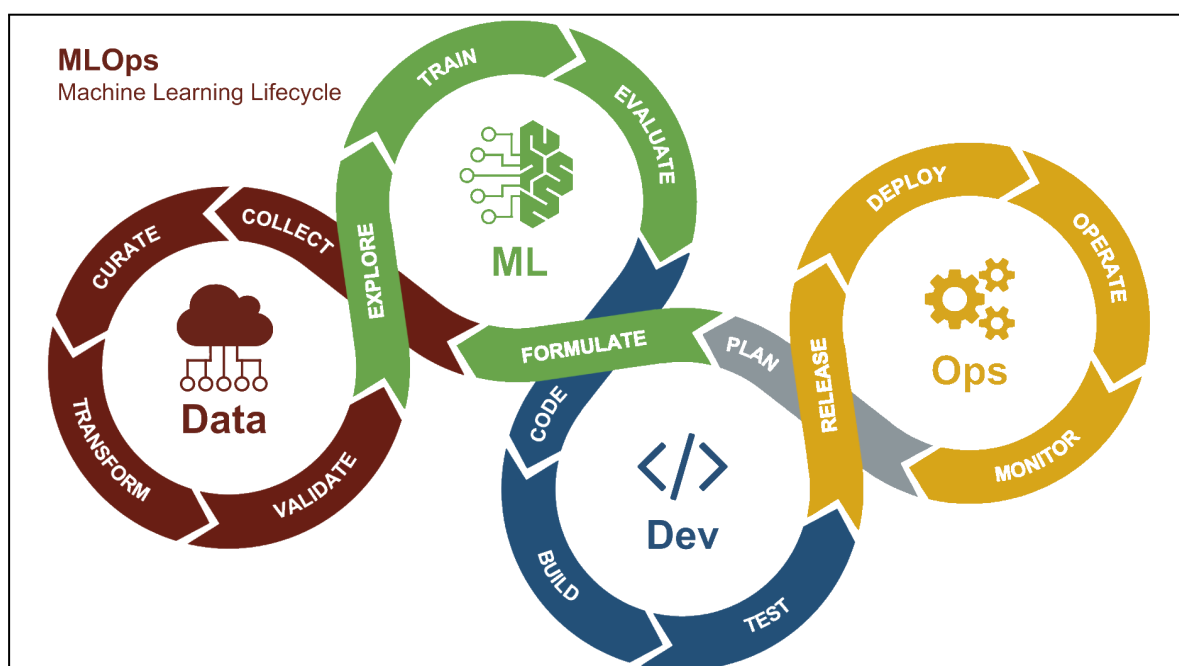 MLOps
Machine Learning Lifecycle
TRAIN
EVALUATE
ML
EXPLORE
COLLECT
CURATE
Data
TRANSFORM
VALIDATE
FORMULATE
PLAN
CODE
Dev
BUILD
TEST
RELEASE
DEPLOY
OPERATE
Ops
MONITOR